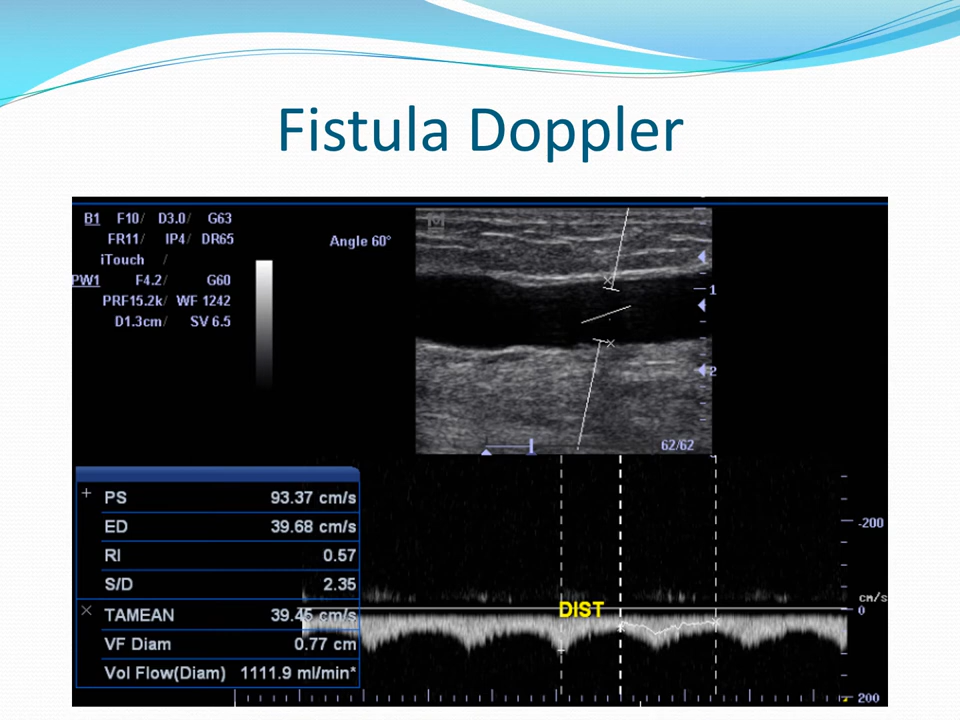 Fistula Doppler
B1 F10/ D3.0/ G63
FR11/ IP4/ DR65
iTouch /
PW1 F4.2/ G60
PRF15.2k/ WF 1242
D1.3cm/ SV 6.5
Angle 60°
M
1
2
62/62
+ PS 93.37 cm/s
ED 39.68 cm/s
RI 0.57
S/D 2.35
× TAMEAN 39.45 cm/s
VF Diam 0.77 cm
Vol Flow(Diam) 1111.9 ml/min*
DIST
-200
cm/s
0
200